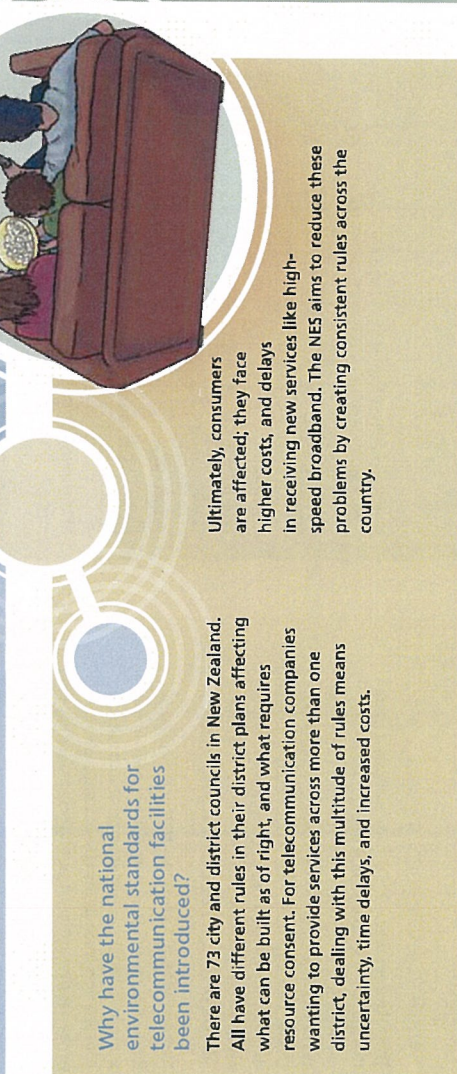 Why have the national
environmental standards for
telecommunication facilities
been introduced?
There are 73 city and district councils in New Zealand.
All have different rules in their district plans affecting
what can be built as of right, and what requires
resource consent. For telecommunication companies
wanting to provide services across more than one
district, dealing with this multitude of rules means
uncertainty, time delays, and increased costs.
Ultimately, consumers
are affected; they face
higher costs, and delays
in receiving new services like high-
speed broadband. The NES aims to reduce these
problems by creating consistent rules across the
country.